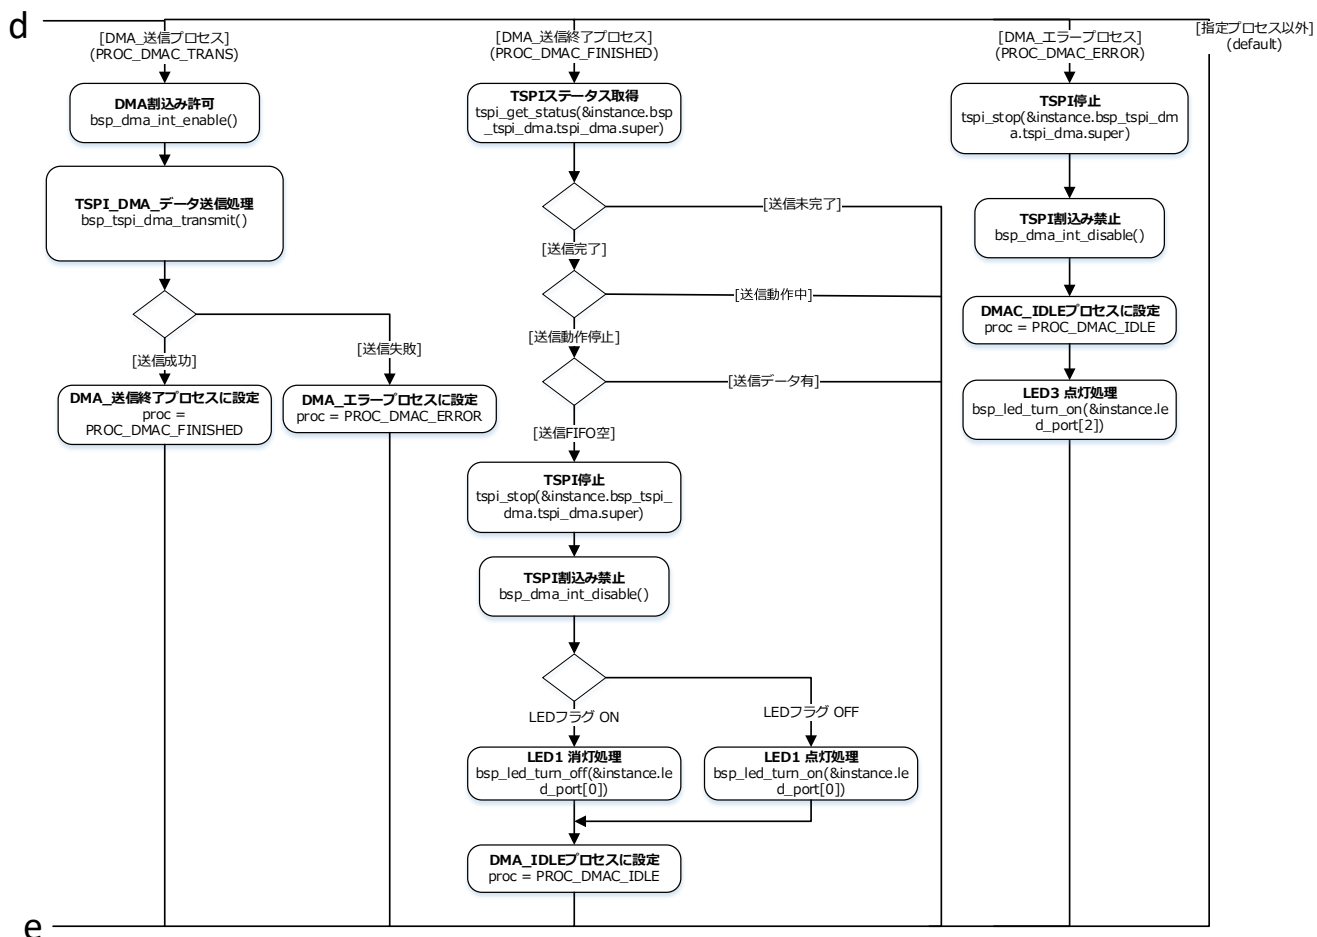 d
[DMA_送信プロセス]
(PROC_DMAC_TRANS)
DMA割込み許可
bsp_dma_int_enable()
TSPI_DMA_データ送信処理
bsp_tspi_dma_transmit()
[送信成功]
[送信失敗]
DMA_送信終了プロセスに設定
proc =
PROC_DMAC_FINISHED
DMA_エラープロセスに設定
proc = PROC_DMAC_ERROR
[DMA_送信終了プロセス]
(PROC_DMAC_FINISHED)
TSPIステータス取得
tspi_get_status(&instance.bsp
_tspi_dma.tspi_dma.super)
[送信未完了]
[送信完了]
[送信動作中]
[送信動作停止]
[送信データ有]
[送信FIFO空]
TSPI停止
tspi_stop(&instance.bsp_tspi_
dma.tspi_dma.super)
TSPI割込み禁止
bsp_dma_int_disable()
LEDフラグ ON
LEDフラグ OFF
LED1 消灯処理
bsp_led_turn_off(&instance.le
d_port[0])
LED1 点灯処理
bsp_led_turn_on(&instance.le
d_port[0])
DMA_IDLEプロセスに設定
proc = PROC_DMAC_IDLE
[DMA_エラープロセス]
(PROC_DMAC_ERROR)
TSPI停止
tspi_stop(&instance.bsp_tspi_dm
a.tspi_dma.super)
TSPI割込み禁止
bsp_dma_int_disable()
DMAC_IDLEプロセスに設定
proc = PROC_DMAC_IDLE
LED3 点灯処理
bsp_led_turn_on(&instance.le
d_port[2])
[指定プロセス以外]
(default)
e